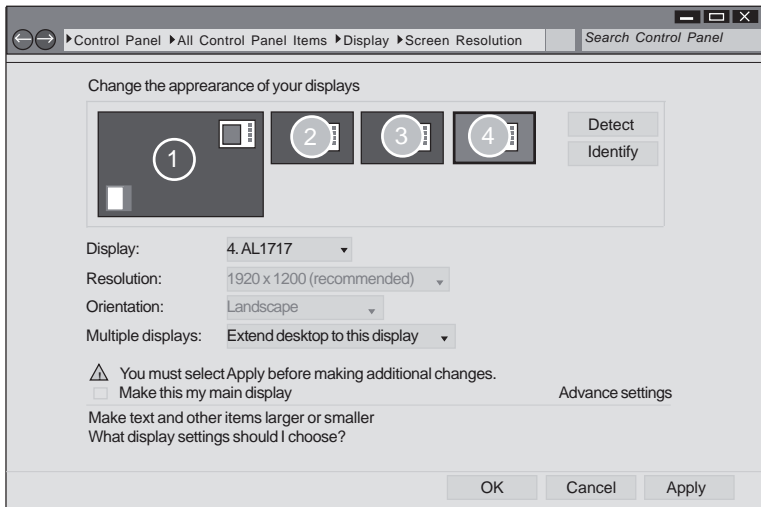 Control Panel All Control Panel Items Display Screen Resolution Search Control Panel
Change the apprearance of your displays
1 2 3 4
Detect
Identify
Display: 4. AL1717
Resolution: 1920 x 1200 (recommended)
Orientation: Landscape
Multiple displays: Extend desktop to this display
You must select Apply before making additional changes.
Make this my main display Advance settings
Make text and other items larger or smaller
What display settings should I choose?
OK Cancel Apply